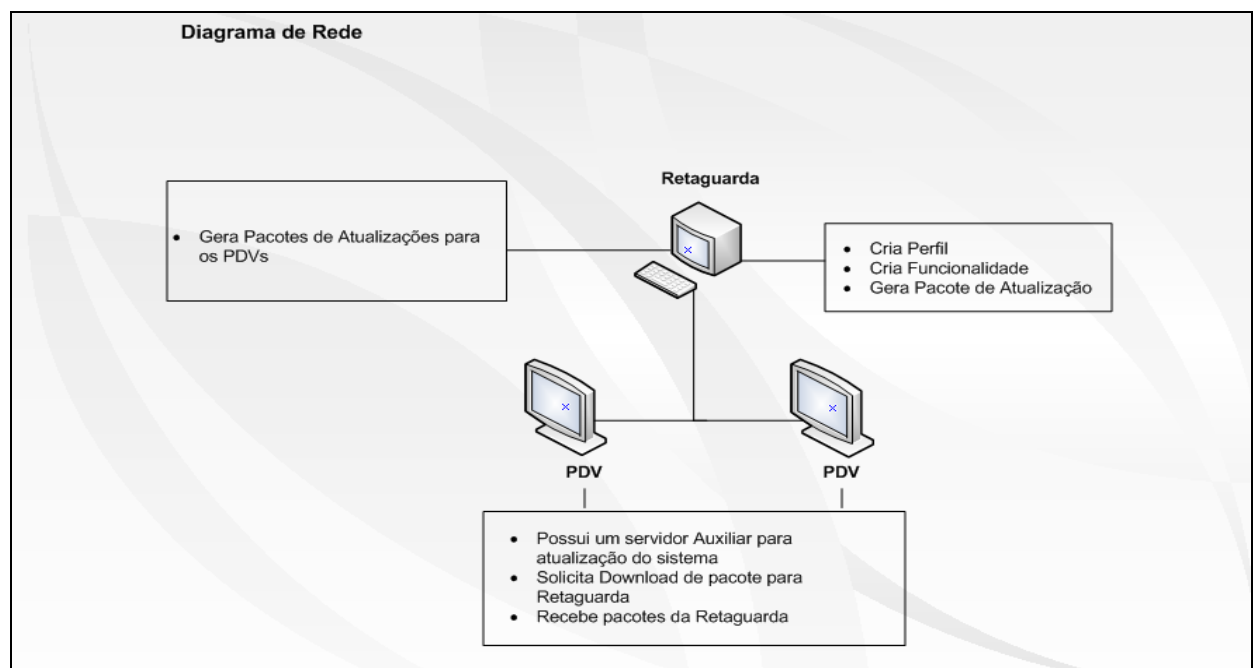 Diagrama de Rede
Retaguarda
• Gera Pacotes de Atualizações para
os PDVs
• Cria Perfil
• Cria Funcionalidade
• Gera Pacote de Atualização
PDV
PDV
• Possui um servidor Auxiliar para
atualização do sistema
• Solicita Download de pacote para
Retaguarda
• Recebe pacotes da Retaguarda